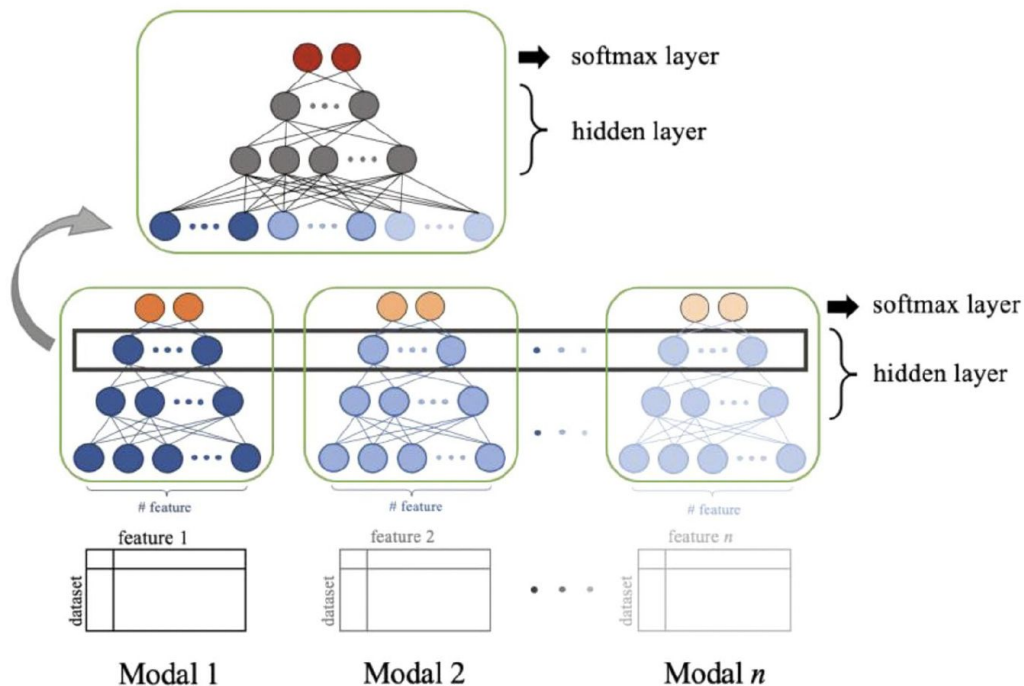 softmax layer
hidden layer
softmax layer
hidden layer
# feature
# feature
# feature
feature 1
feature 2
feature n
dataset
dataset
dataset
Modal 1
Modal 2
Modal n